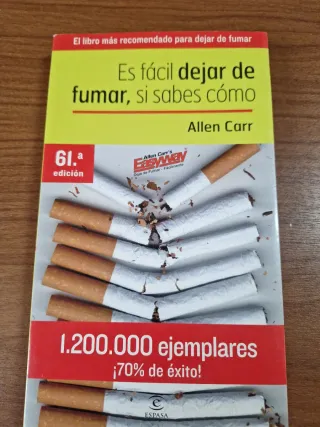 El libro más recomendado para dejar de fumar
Es fácil dejar de
fumar, si sabes cómo
Allen Carr
61.ª
edición
Allen Carr's
Easyway
1.200.000 ejemplares
¡70% de éxito!
ESPASA